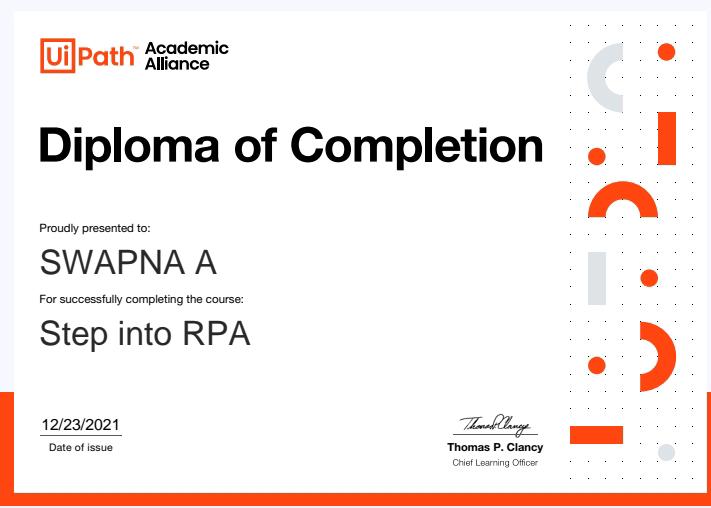 UiPath™ Academic
Alliance
Diploma of Completion
Proudly presented to:
SWAPNA A
For successfully completing the course:
Step into RPA
12/23/2021
Date of issue
Thomas P. Clancy
Thomas P. Clancy
Chief Learning Officer